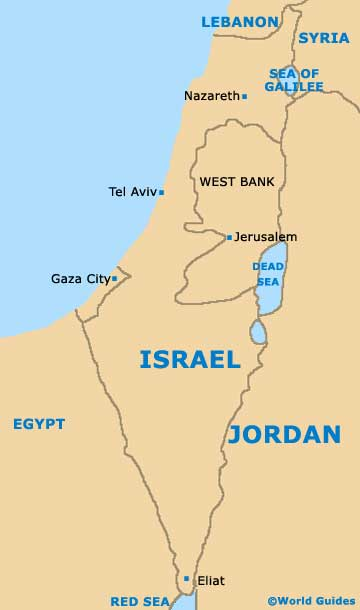 LEBANON
SYRIA
SEA OF
GALILEE
Nazareth
WEST BANK
Tel Aviv
Jerusalem
DEAD
SEA
Gaza City
ISRAEL
EGYPT
JORDAN
Eliat
RED SEA
©World Guides